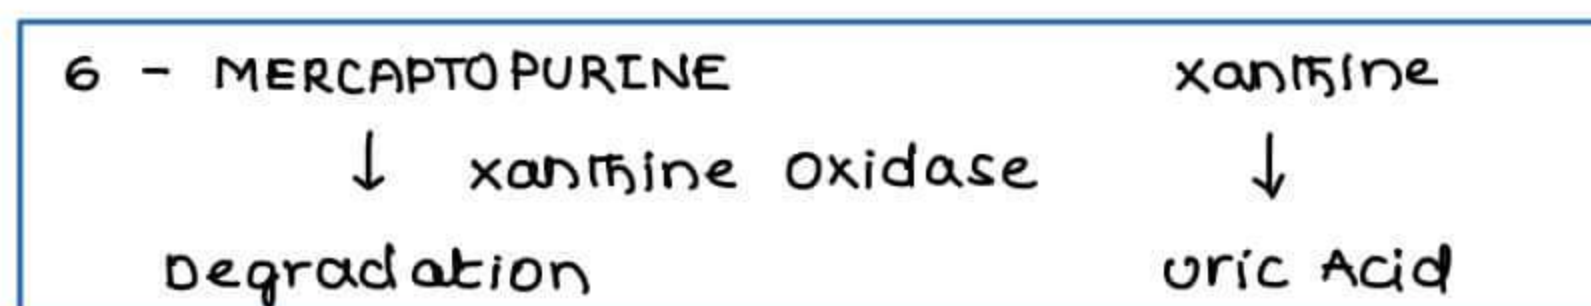 6 - MERCAPTOPURINE xanthine
↓ xanthine oxidase ↓
Degradation uric Acid